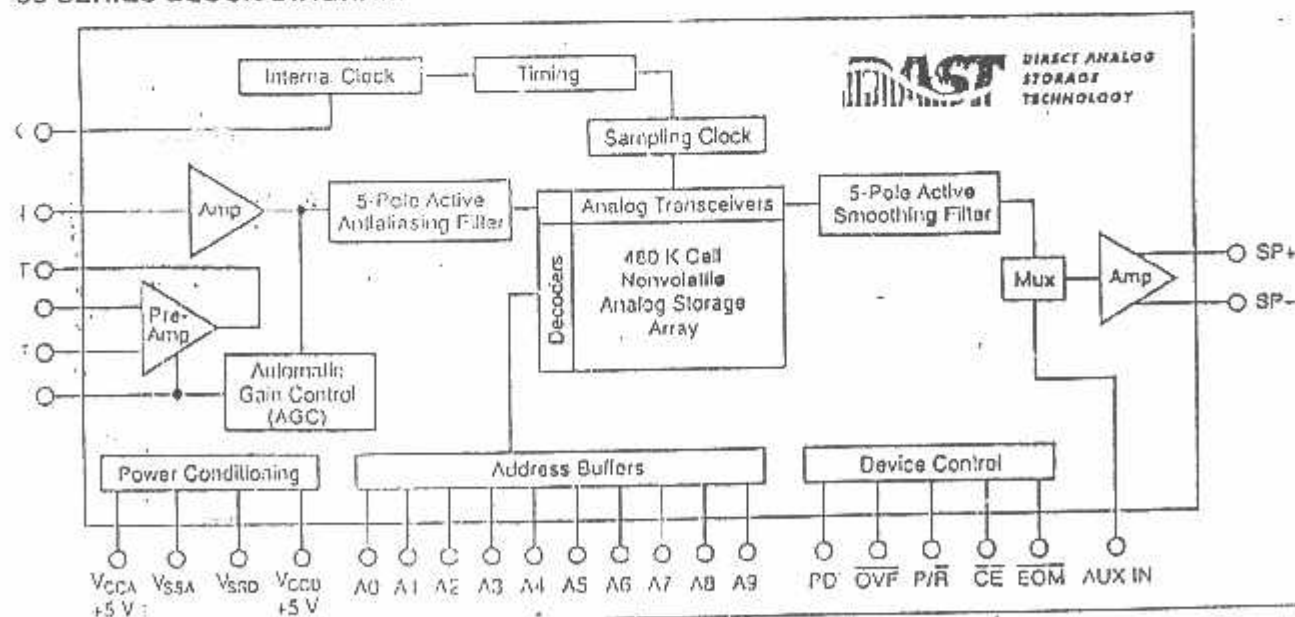 DAST
DIRECT ANALOG
STORAGE
TECHNOLOGY
Internal Clock
Timing
Sampling Clock
Amp
5-Pole Active
Antialiasing Filter
Analog Transceivers
5-Pole Active
Smoothing Filter
Decoders
480 K Cell
Nonvolatile
Analog Storage
Array
Mux
Amp
SP+
SP-
T
Pre-
Amp
Automatic
Gain Control
(AGC)
Power Conditioning
Address Buffers
Device Control
VCCA
+5 V
VSSA
VSSD
VCCD
+5 V
A0
A1
A2
A3
A4
A5
A6
A7
A8
A9
PD
OVF
P/R
CE
EOM
AUX IN